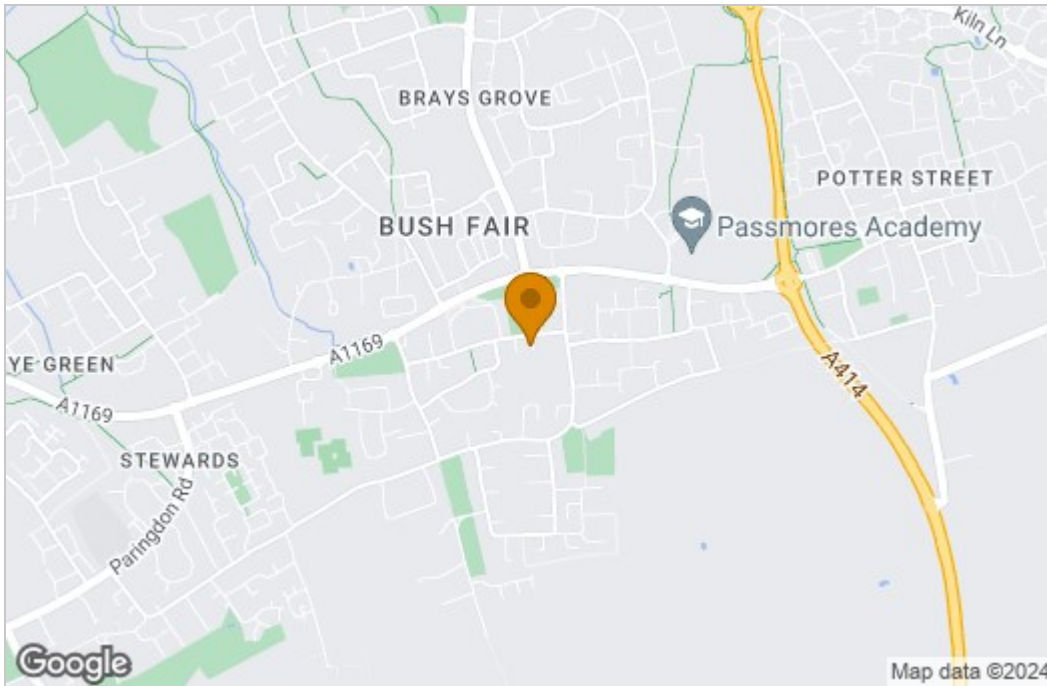 Kiln Ln
BRAYS GROVE
POTTER STREET
BUSH FAIR
Passmores Academy
A1169
YE GREEN
A414
A1169
STEWARDS
Paringdon Rd
Google
Map data ©2024